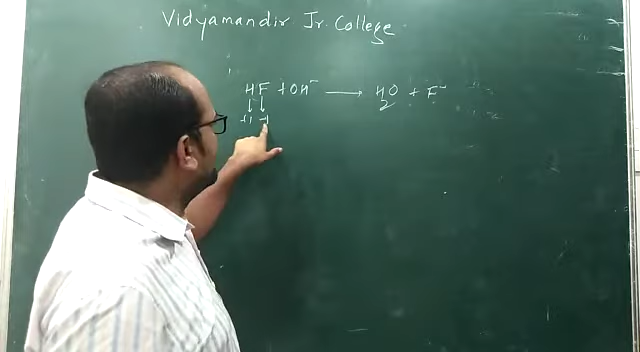 Vidyamandir Jr. College
HF + OH⁻ → H₂O + F⁻
↓ ↓
+1 -1